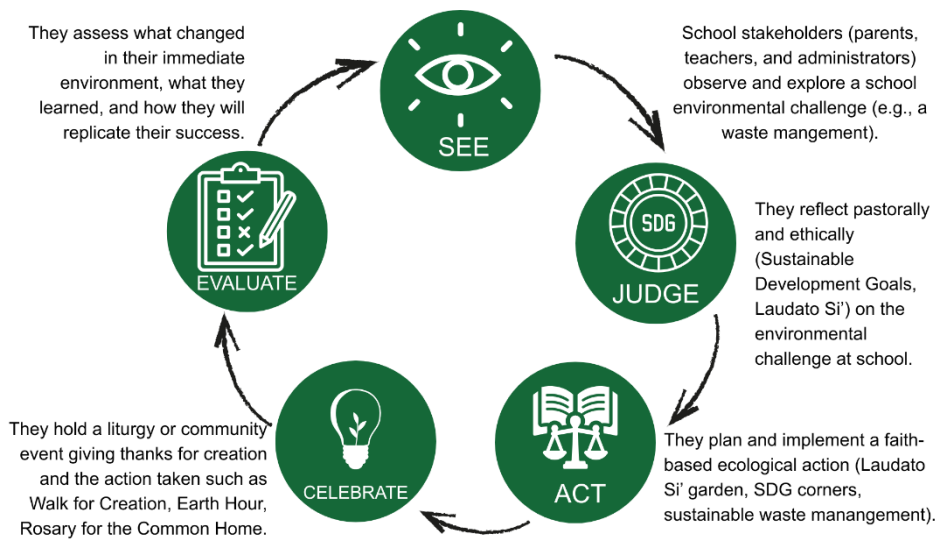 SEE
School stakeholders (parents,
teachers, and administrators)
observe and explore a school
environmental challenge (e.g., a
waste mangement).
SDG
JUDGE
They reflect pastorally
and ethically
(Sustainable
Development Goals,
Laudato Si’) on the
environmental
challenge at school.
ACT
They plan and implement a faith-
based ecological action (Laudato
Si’ garden, SDG corners,
sustainable waste manangement).
CELEBRATE
They hold a liturgy or community
event giving thanks for creation
and the action taken such as
Walk for Creation, Earth Hour,
Rosary for the Common Home.
EVALUATE
They assess what changed
in their immediate
environment, what they
learned, and how they will
replicate their success.